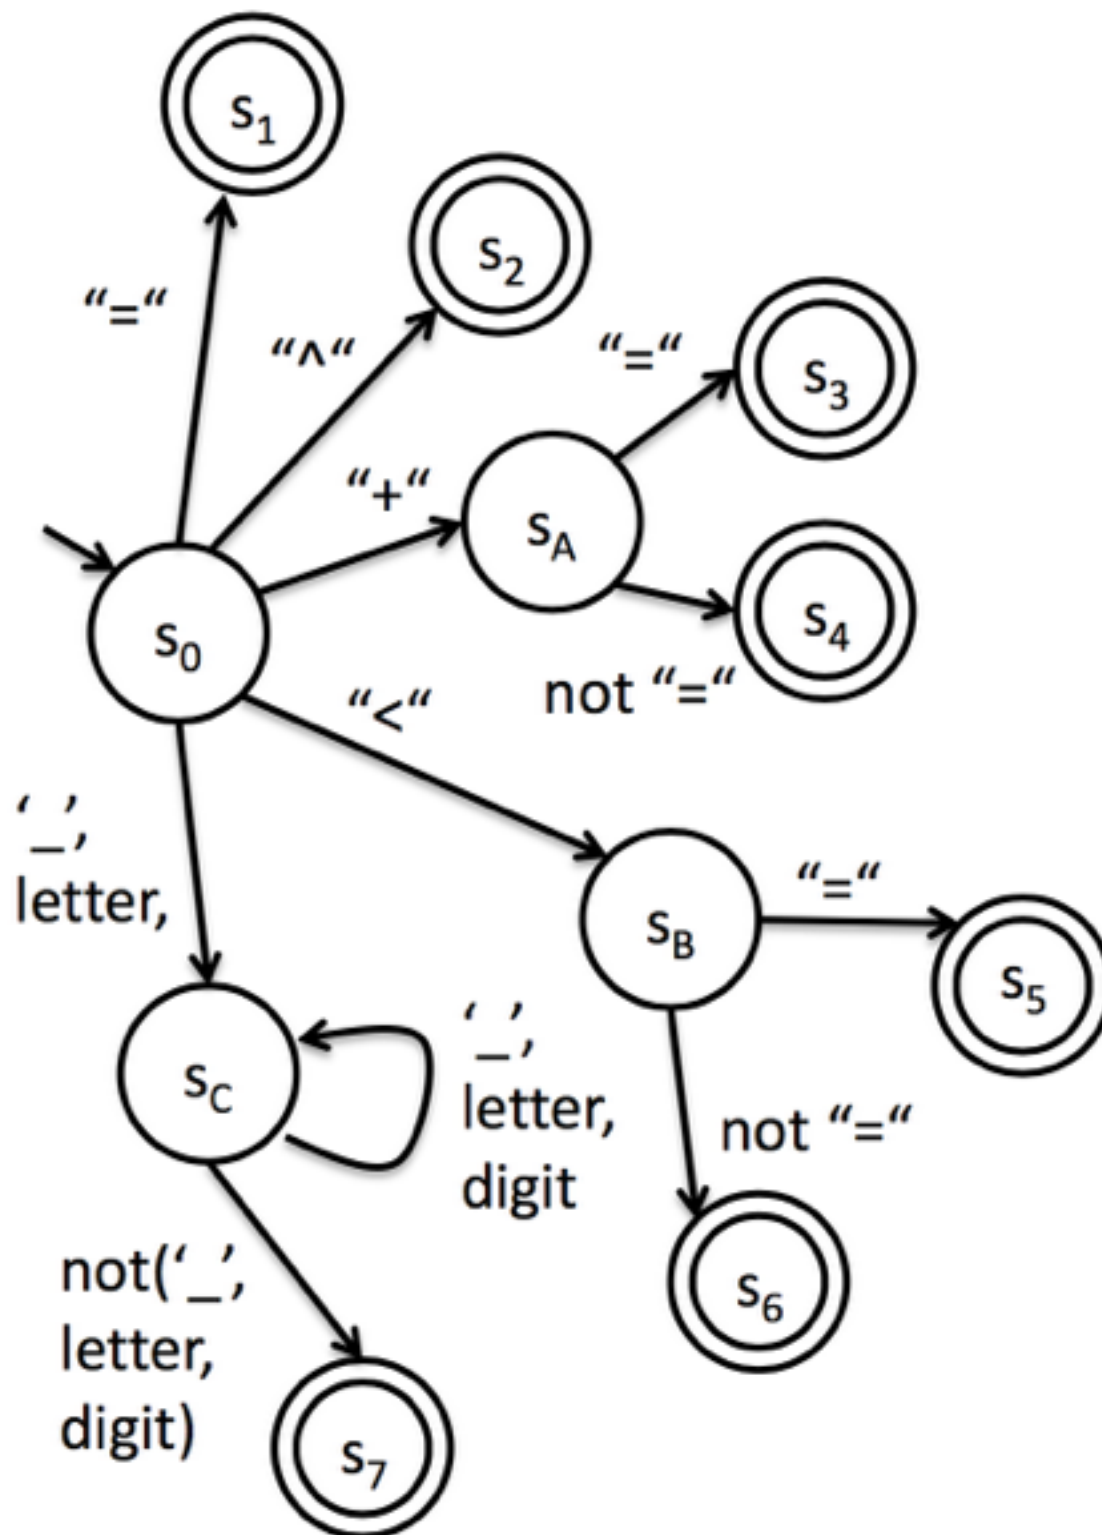 s1
s2
“=“
“^“
“=“
s3
“+“
sA
s4
s0
not “=“
“<“
‘_’,
letter,
“=“
sB
s5
‘_’,
letter,
digit
sC
not “=“
not(‘_’,
letter,
digit)
s6
s7